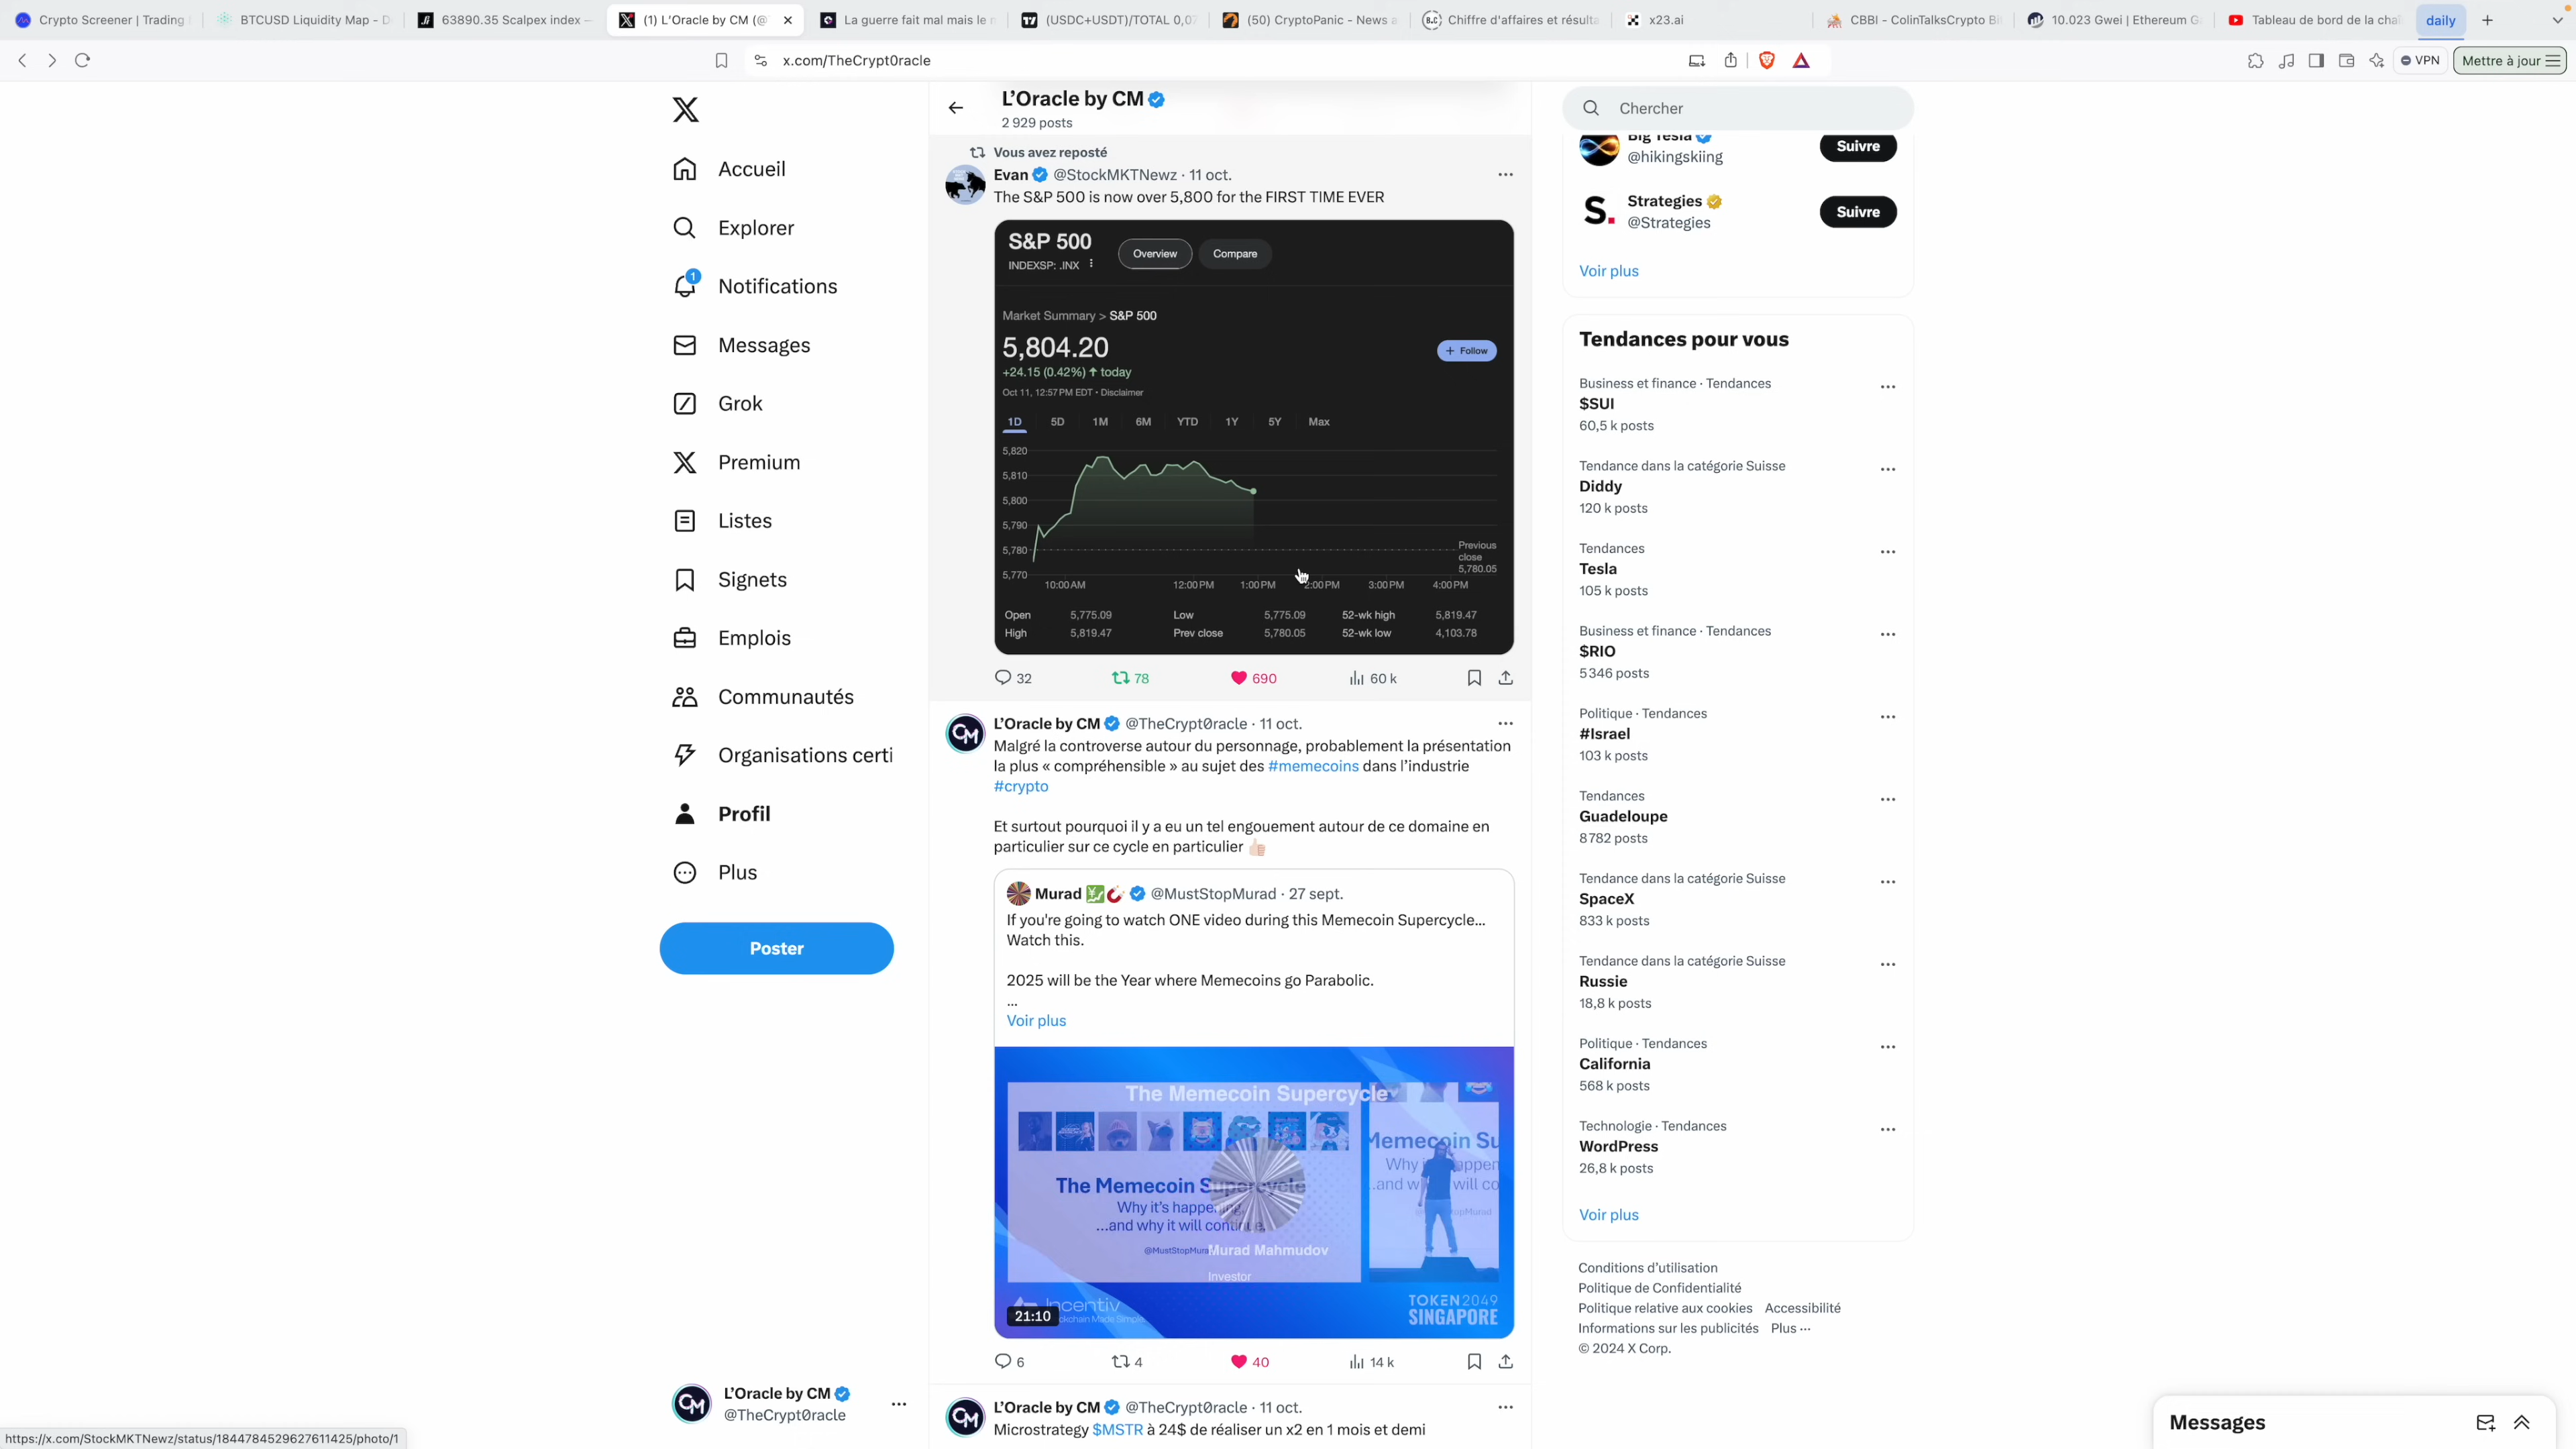 Crypto Screener | Trading
BTCUSD Liquidity Map - D
63890.35 Scalpex index –
(1) L'Oracle by CM (@
La guerre fait mal mais le
(USDC+USDT)/TOTAL 0,0
(50) CryptoPanic - News a
Chiffre d'affaires et résulta
x23.ai
CBBI - ColinTalksCrypto Bi
10.023 Gwei | Ethereum G
Tableau de bord de la cha
daily
x.com/TheCrypt0racle
VPN
Mettre à jour
Accueil
Explorer
1
Notifications
Messages
Grok
Premium
Listes
Signets
Emplois
Communautés
Organisations certi
Profil
Plus
Poster
L'Oracle by CM
@TheCrypt0racle
https://x.com/StockMKTNewz/status/1844784529627611425/photo/1
L'Oracle by CM
2 929 posts
Vous avez reposté
Evan @StockMKTNewz · 11 oct.
The S&P 500 is now over 5,800 for the FIRST TIME EVER
S&P 500
INDEXSP: .INX
Overview
Compare
Market Summary > S&P 500
5,804.20
+ Follow
+24.15 (0.42%) ↑ today
Oct 11, 12:57 PM EDT • Disclaimer
1D 5D 1M 6M YTD 1Y 5Y Max
5,820
5,810
5,800
5,790
5,780
5,770
Previous
close
5,780.05
10:00 AM 12:00 PM 1:00 PM 2:00 PM 3:00 PM 4:00 PM
Open 5,775.09 Low 5,775.09 52-wk high 5,819.47
High 5,819.47 Prev close 5,780.05 52-wk low 4,103.78
32 78 690 60 k
L'Oracle by CM @TheCrypt0racle · 11 oct.
Malgré la controverse autour du personnage, probablement la présentation
la plus « compréhensible » au sujet des #memecoins dans l'industrie
#crypto
Et surtout pourquoi il y a eu un tel engouement autour de ce domaine en
particulier sur ce cycle en particulier 👍🏻
Murad 💹🧲 @MustStopMurad · 27 sept.
If you're going to watch ONE video during this Memecoin Supercycle...
Watch this.
2025 will be the Year where Memecoins go Parabolic.
...
Voir plus
The Memecoin Supercycle
The Memecoin Supercycle
Why it's happening,
...and why it will continue.
@MustStopMura
Murad Mahmudov
Investor
Memecoin Su
Why i
happen
..and w
will co
21:10
TOKEN2049
SINGAPORE
6 4 40 14 k
L'Oracle by CM @TheCrypt0racle · 11 oct.
Microstrategy $MSTR à 24$ de réaliser un x2 en 1 mois et demi
Chercher
Big Tesla
@hikingskiing
Suivre
Strategies
@Strategies
Suivre
Voir plus
Tendances pour vous
Business et finance · Tendances
$SUI
60,5 k posts
Tendance dans la catégorie Suisse
Diddy
120 k posts
Tendances
Tesla
105 k posts
Business et finance · Tendances
$RIO
5 346 posts
Politique · Tendances
#Israel
103 k posts
Tendances
Guadeloupe
8 782 posts
Tendance dans la catégorie Suisse
SpaceX
833 k posts
Tendance dans la catégorie Suisse
Russie
18,8 k posts
Politique · Tendances
California
568 k posts
Technologie · Tendances
WordPress
26,8 k posts
Voir plus
Conditions d'utilisation
Politique de Confidentialité
Politique relative aux cookies Accessibilité
Informations sur les publicités Plus ···
© 2024 X Corp.
Messages